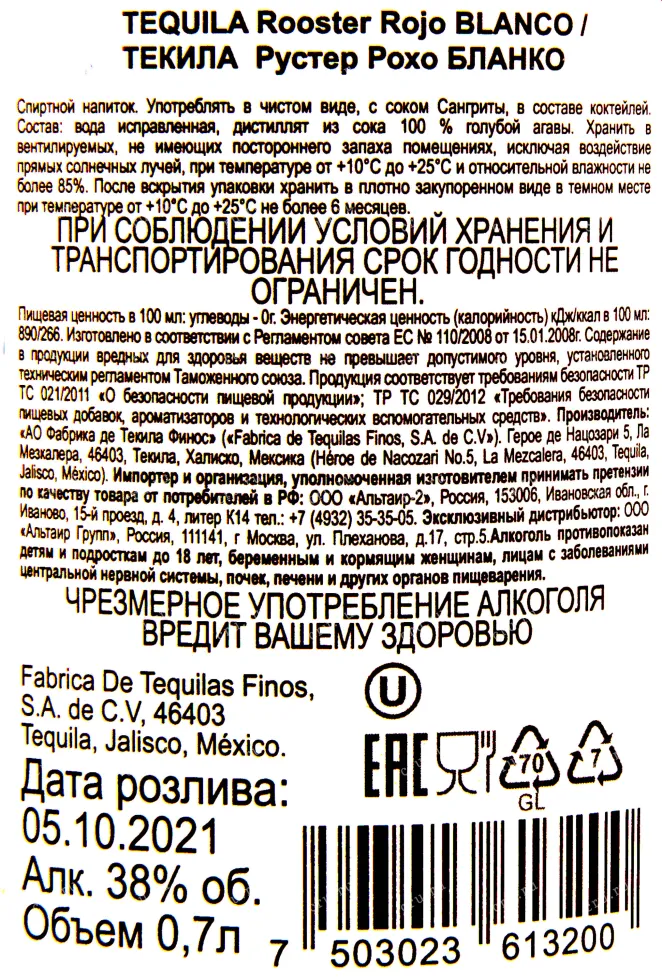 TEQUILA Rooster Rojo BLANCO /
ТЕКИЛА Рустер Рохо БЛАНКО
Спиртной напиток. Употреблять в чистом виде, с соком Сангриты, в составе коктейлей.
Состав: вода исправленная, дистиллят из сока 100 % голубой агавы. Хранить в
вентилируемых, не имеющих постороннего запаха помещениях, исключая воздействие
прямых солнечных лучей, при температуре от +10°С до +25°С и относительной влажности не
более 85%. После вскрытия упаковки хранить в плотно закупоренном виде в темном месте
при температуре от +10°С до +25°С не более 6 месяцев.
ПРИ СОБЛЮДЕНИИ УСЛОВИЙ ХРАНЕНИЯ И
ТРАНСПОРТИРОВАНИЯ СРОК ГОДНОСТИ НЕ
ОГРАНИЧЕН.
Пищевая ценность в 100 мл: углеводы - 0г. Энергетическая ценность (калорийность) кДж/ккал в 100 мл:
890/266. Изготовлено в соответствии с Регламентом совета ЕС № 110/2008 от 15.01.2008г. Содержание
в продукции вредных для здоровья веществ не превышает допустимого уровня, установленного
техническим регламентом Таможенного союза. Продукция соответствует требованиям безопасности ТР
ТС 021/2011 «О безопасности пищевой продукции»; ТР ТС 029/2012 «Требования безопасности
пищевых добавок, ароматизаторов и технологических вспомогательных средств». Производитель:
«АО Фабрика де Текила Финос» («Fabrica de Tequilas Finos, S.A. de C.V»). Герое де Нацозари 5, Ла
Мезкалера, 46403, Текила, Халиско, Мексика (Héroe de Nacozari No.5, La Mezcalera, 46403, Tequila,
Jalisco, México). Импортер и организация, уполномоченная изготовителем принимать претензии
по качеству товара от потребителей в РФ: ООО «Альтаир-2», Россия, 153006, Ивановская обл., г.
Иваново, 15-й проезд, д. 4, литер К14 тел.: +7 (4932) 35-35-05. Эксклюзивный дистрибьютор: ООО
«Альтаир Групп», Россия, 111141, г Москва, ул. Плеханова, д.17, стр.5.Алкоголь противопоказан
детям и подросткам до 18 лет, беременным и кормящим женщинам, лицам с заболеваниями
центральной нервной системы, почек, печени и других органов пищеварения.
ЧРЕЗМЕРНОЕ УПОТРЕБЛЕНИЕ АЛКОГОЛЯ
ВРЕДИТ ВАШЕМУ ЗДОРОВЬЮ
Fabrica De Tequilas Finos,
S.A. de C.V, 46403
Tequila, Jalisco, México.
U
EAC
70
GL
7
Дата розлива:
05.10.2021
Алк. 38% об.
Объем 0,7л
7 503023 613200